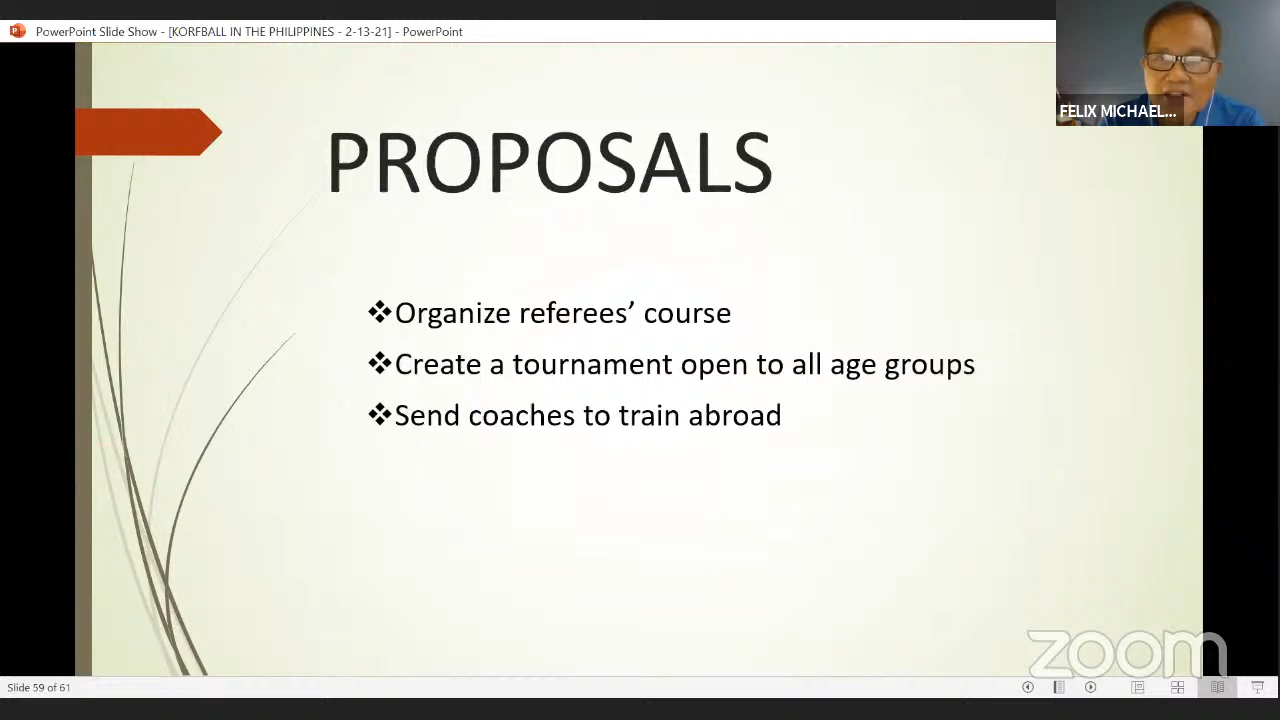 PowerPoint Slide Show - [KORFBALL IN THE PHILIPPINES - 2-13-21] - PowerPoint
FELIX MICHAEL...
PROPOSALS
❖Organize referees’ course
❖Create a tournament open to all age groups
❖Send coaches to train abroad
zoom
Slide 59 of 61